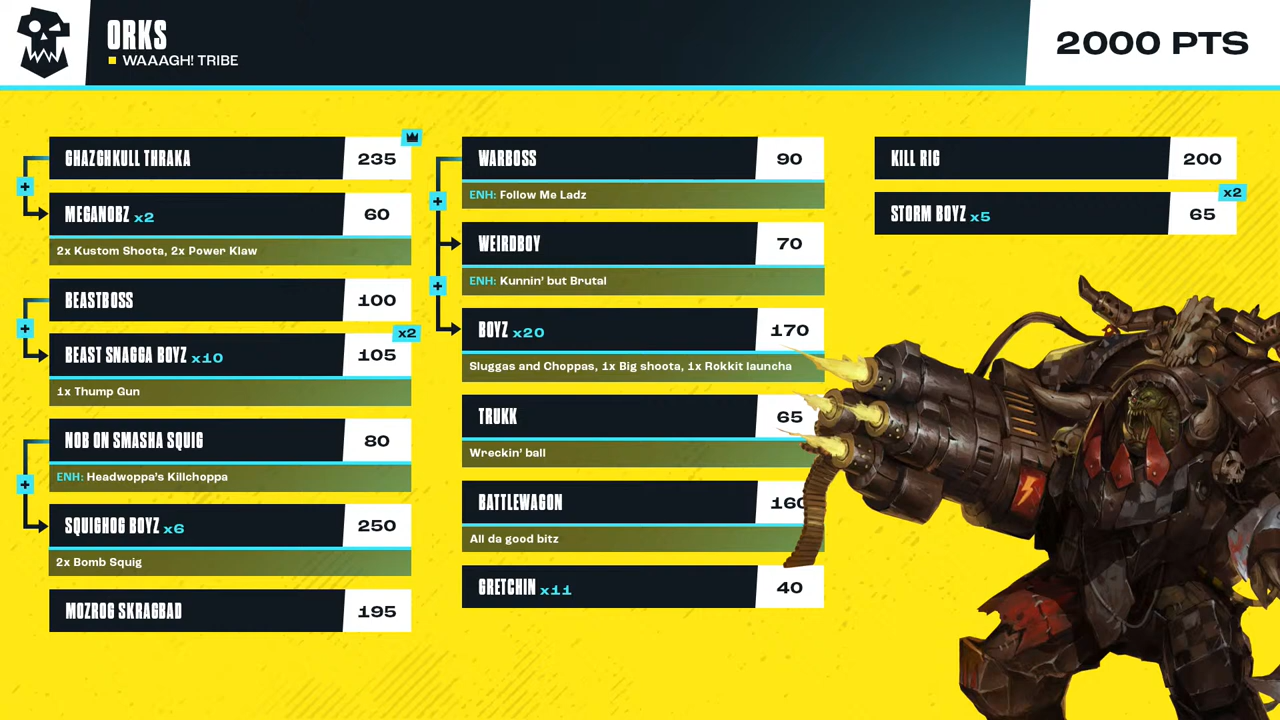 ORKS
WAAAGH! TRIBE
2000 PTS
GHAZGHKULL THRAKA 235
+
MEGANOBZ x2 60
2x Kustom Shoota, 2x Power Klaw
BEASTBOSS 100
+
x2
BEAST SNAGGA BOYZ x10 105
1x Thump Gun
NOB ON SMASHA SQUIG 80
ENH: Headwoppa's Killchoppa
+
SQUIGHOG BOYZ x6 250
2x Bomb Squig
MOZROG SKRAGBAD 195
WARBOSS 90
ENH: Follow Me Ladz
+
WEIRDBOY 70
ENH: Kunnin' but Brutal
+
BOYZ x20 170
Sluggas and Choppas, 1x Big shoota, 1x Rokkit launcha
TRUKK 65
Wreckin' ball
BATTLEWAGON 160
All da good bitz
GRETCHIN x11 40
KILL RIG 200
x2
STORM BOYZ x5 65